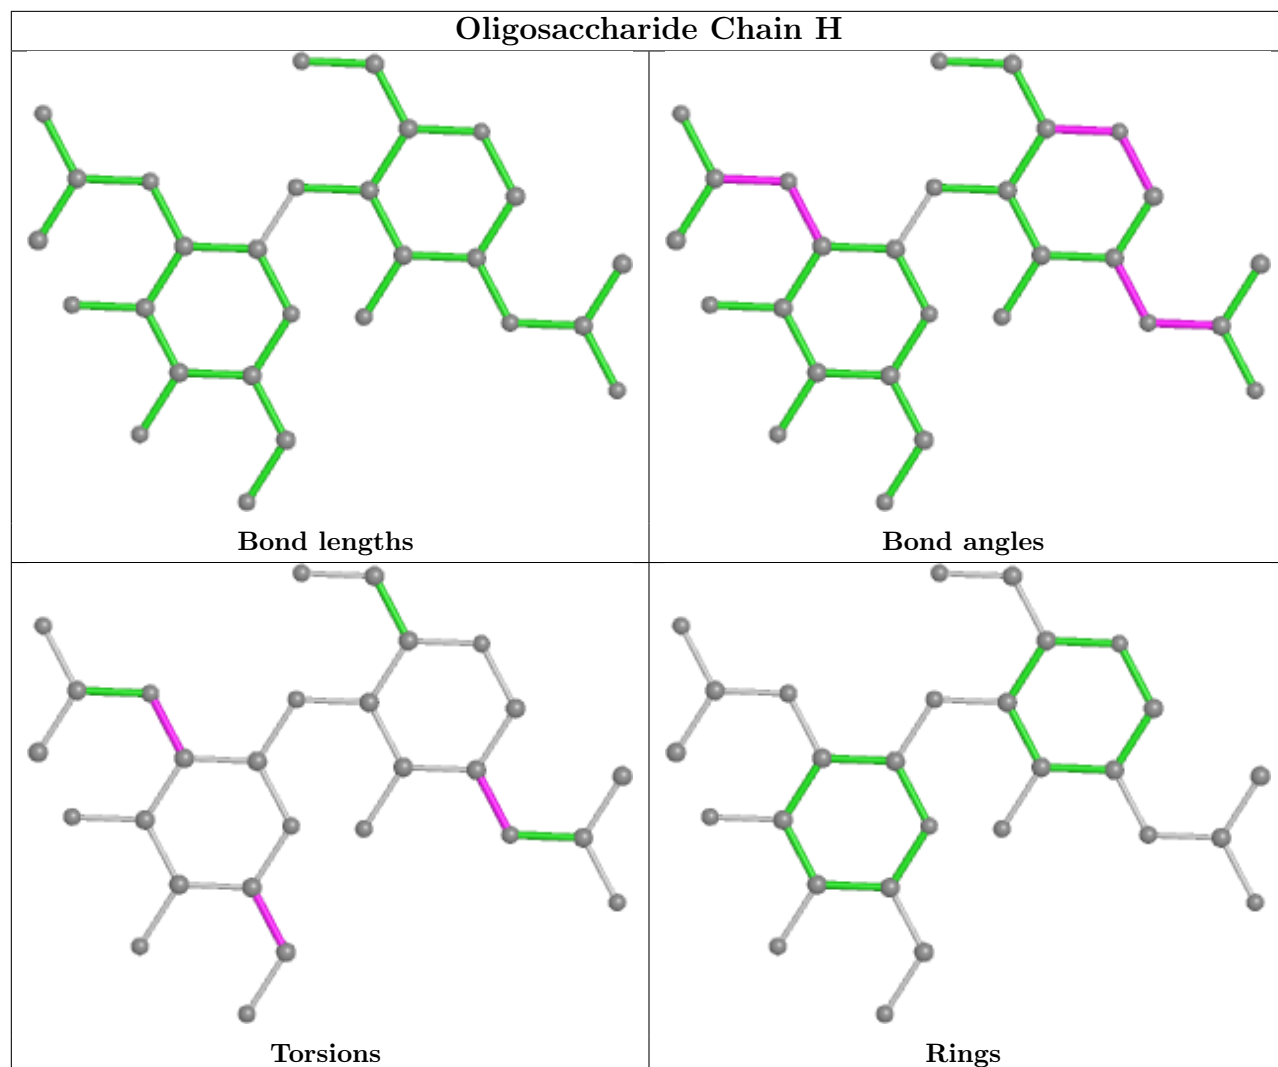 Oligosaccharide Chain H
Bond lengths
Bond angles
Torsions
Rings